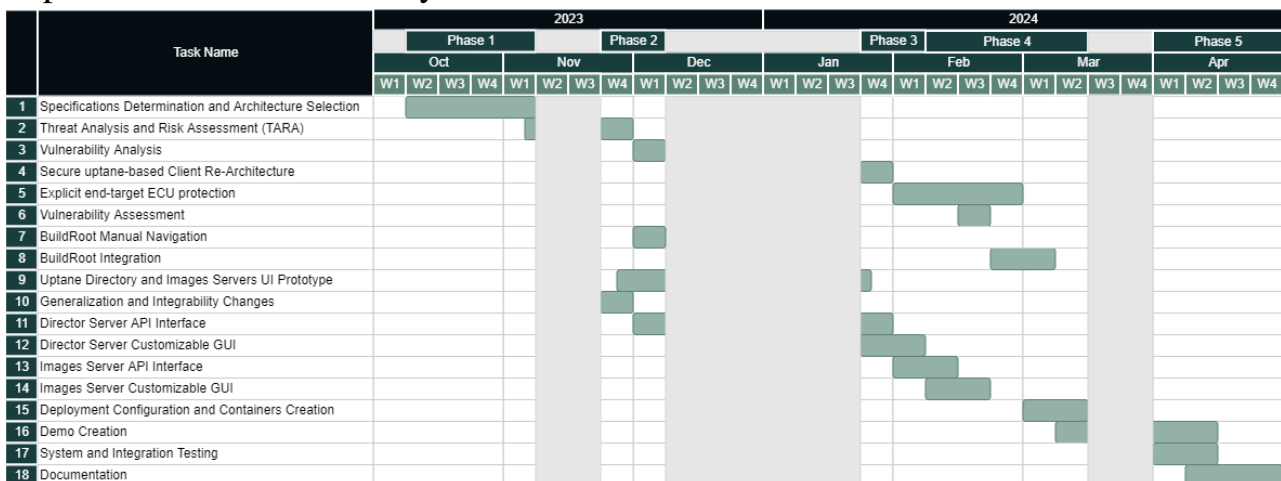 2023 2024
Task Name
Phase 1 Phase 2 Phase 3 Phase 4 Phase 5
Oct Nov Dec Jan Feb Mar Apr
W1 W2 W3 W4 W1 W2 W3 W4 W1 W2 W3 W4 W1 W2 W3 W4 W1 W2 W3 W4 W1 W2 W3 W4 W1 W2 W3 W4
1 Specifications Determination and Architecture Selection
2 Threat Analysis and Risk Assessment (TARA)
3 Vulnerability Analysis
4 Secure uptane-based Client Re-Architecture
5 Explicit end-target ECU protection
6 Vulnerability Assessment
7 BuildRoot Manual Navigation
8 BuildRoot Integration
9 Uptane Directory and Images Servers UI Prototype
10 Generalization and Integrability Changes
11 Director Server API Interface
12 Director Server Customizable GUI
13 Images Server API Interface
14 Images Server Customizable GUI
15 Deployment Configuration and Containers Creation
16 Demo Creation
17 System and Integration Testing
18 Documentation